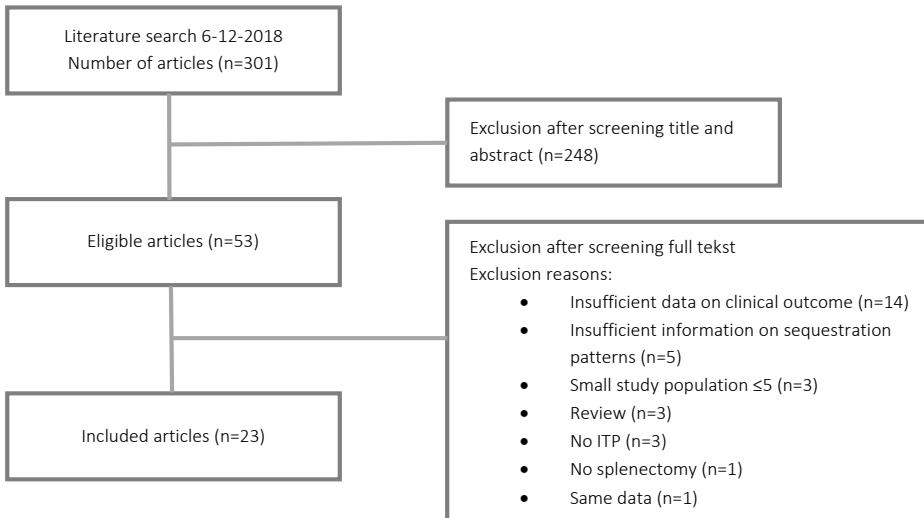 Literature search 6-12-2018
Number of articles (n=301)
Exclusion after screening title and
abstract (n=248)
Eligible articles (n=53)
Exclusion after screening full tekst
Exclusion reasons:
• Insufficient data on clinical outcome (n=14)
• Insufficient information on sequestration
patterns (n=5)
• Small study population ≤5 (n=3)
• Review (n=3)
• No ITP (n=3)
• No splenectomy (n=1)
• Same data (n=1)
Included articles (n=23)